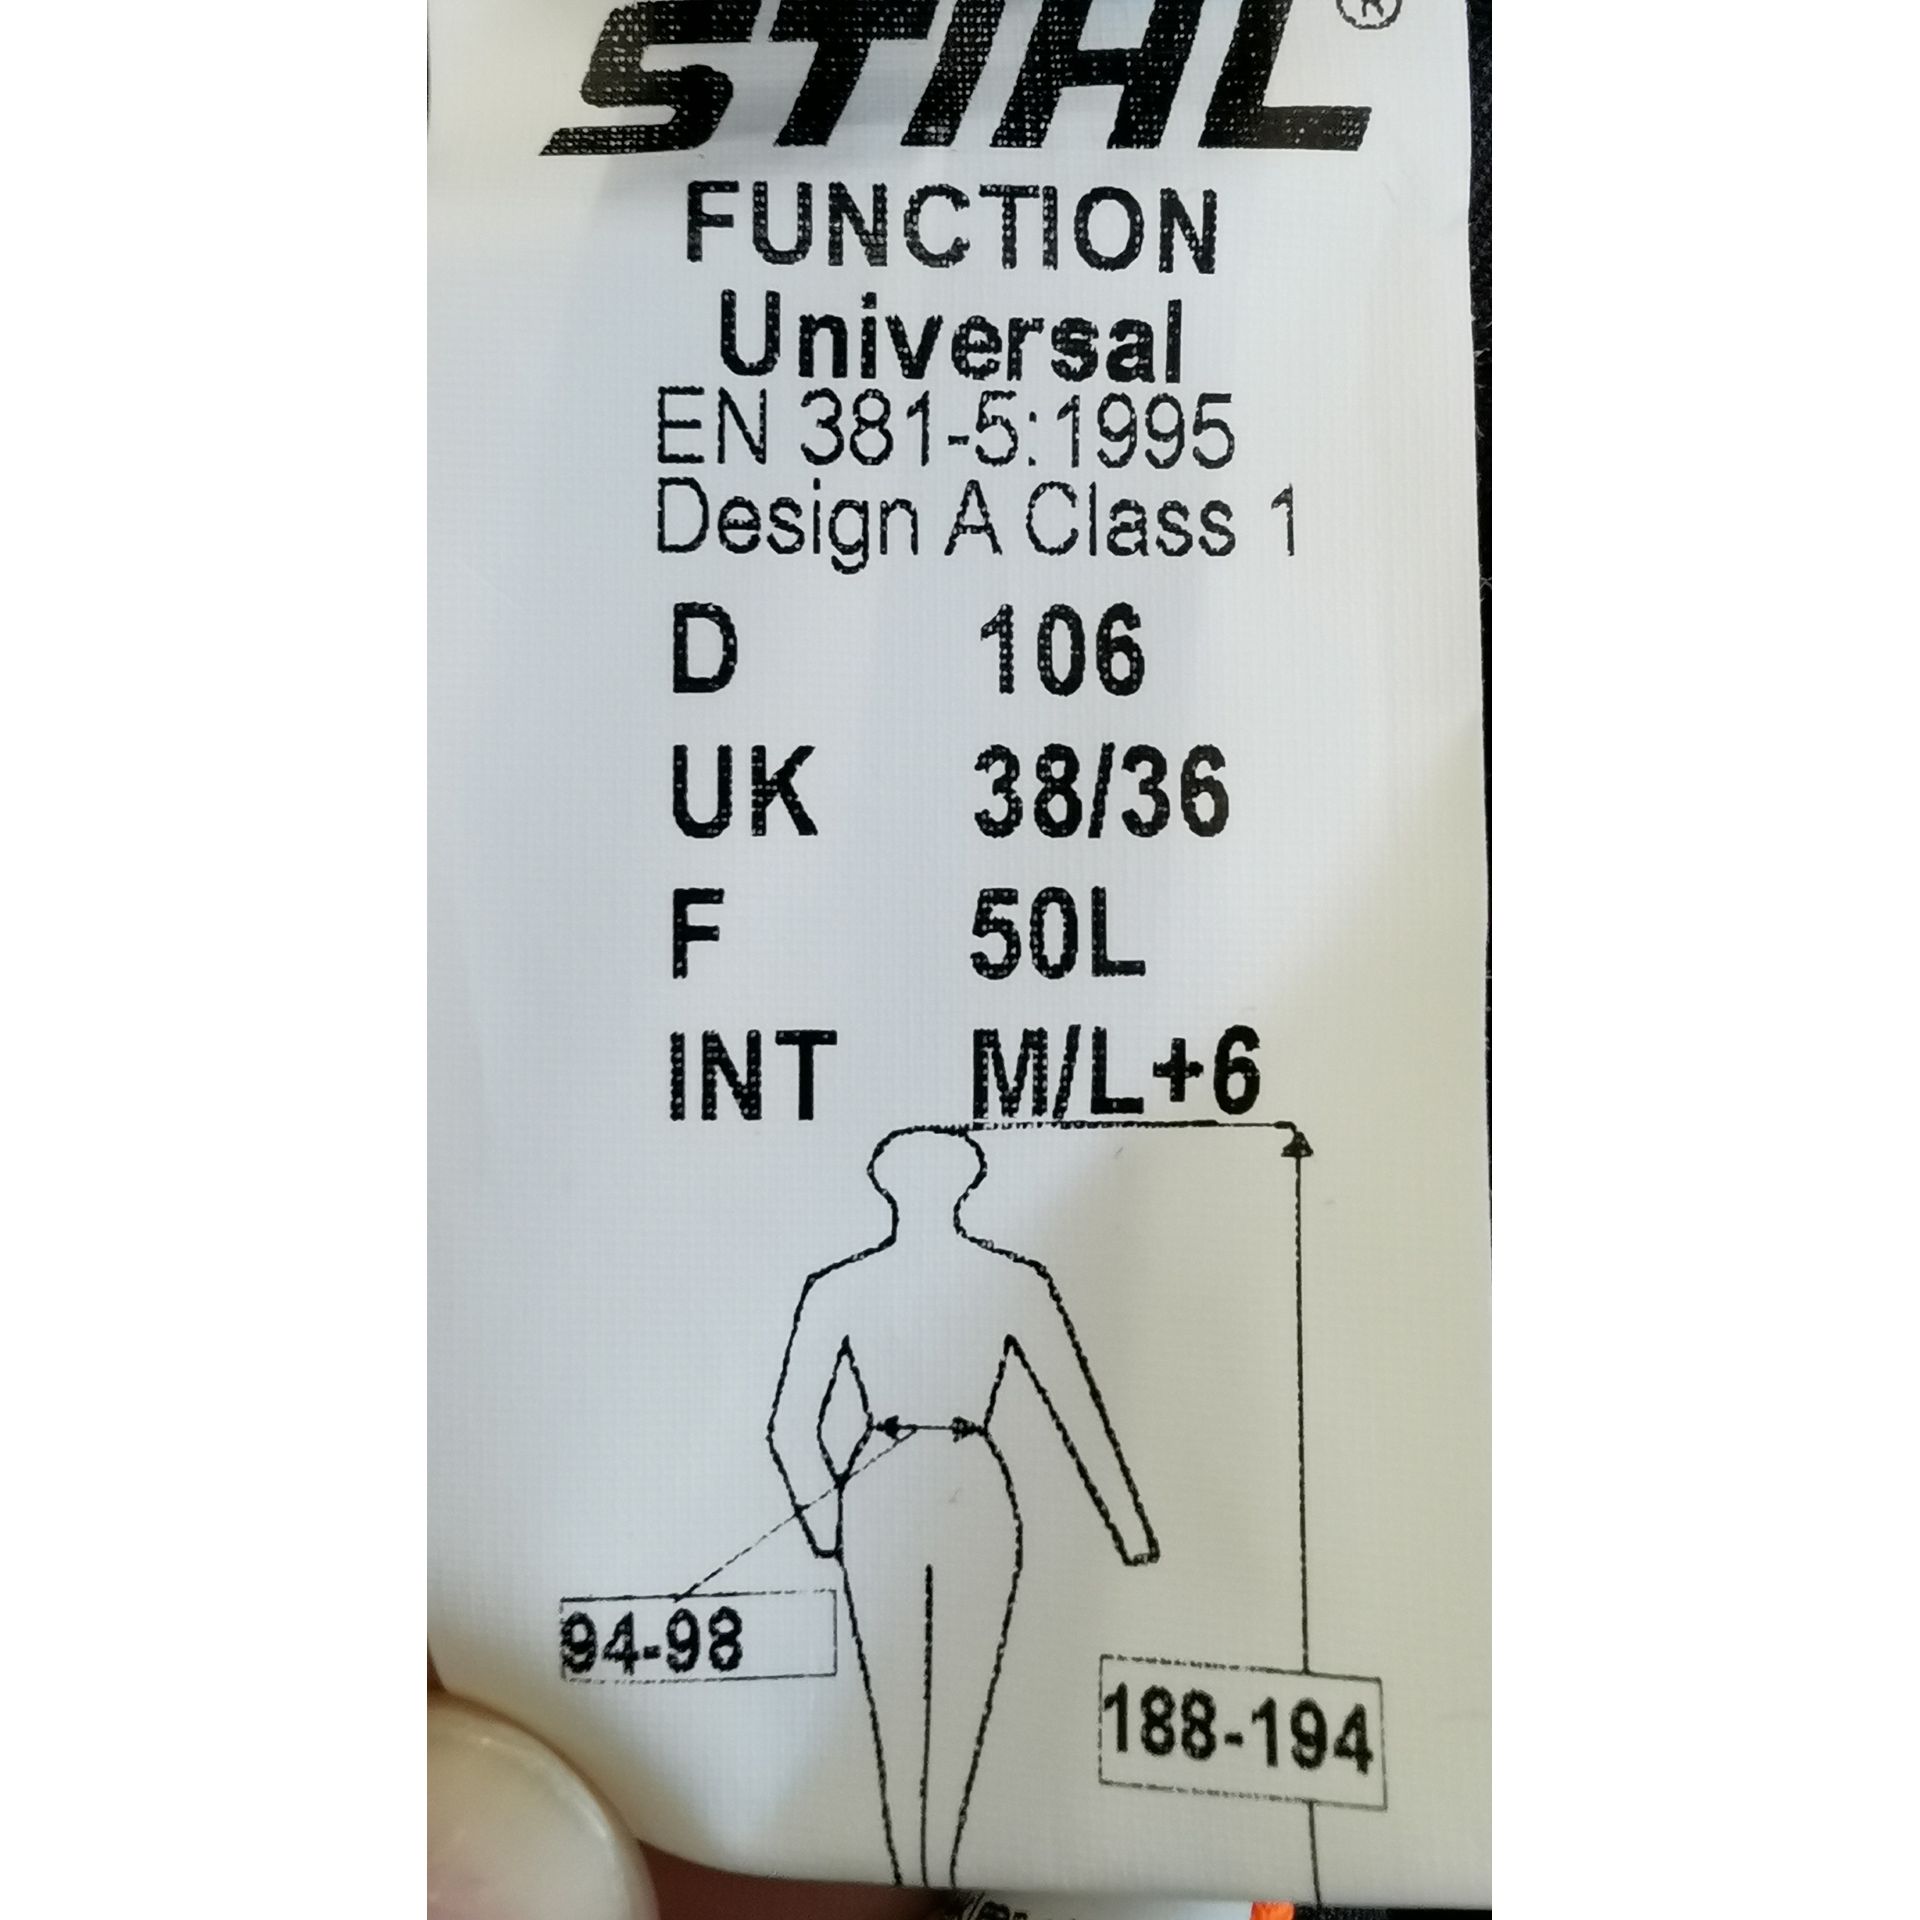 STIHL®
FUNCTION
Universal
EN 381-5:1995
Design A Class 1
D 106
UK 38/36
F 50L
INT M/L+6
94-98
188-194